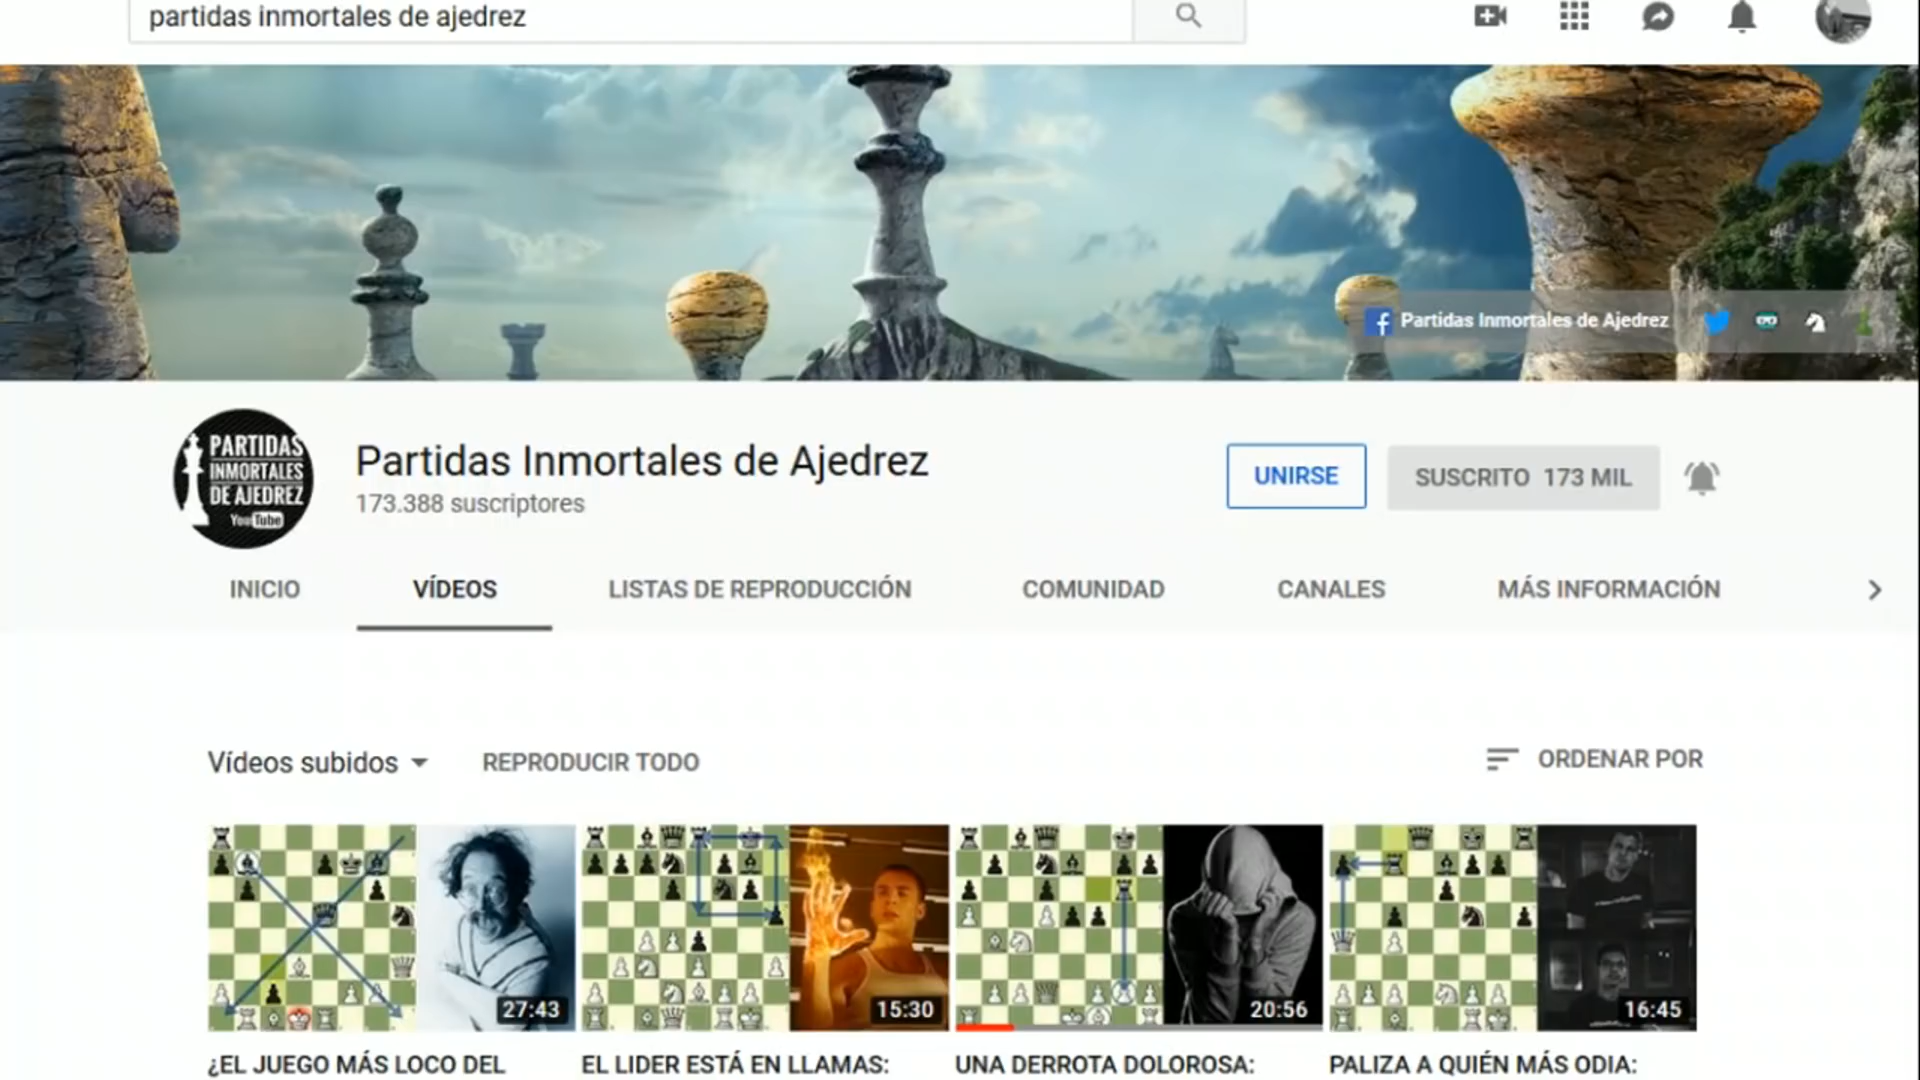 partidas inmortales de ajedrez
Partidas Inmortales de Ajedrez
PARTIDAS
INMORTALES
DE AJEDREZ
YouTube
Partidas Inmortales de Ajedrez
173.388 suscriptores
UNIRSE
SUSCRITO 173 MIL
INICIO
VÍDEOS
LISTAS DE REPRODUCCIÓN
COMUNIDAD
CANALES
MÁS INFORMACIÓN
Vídeos subidos
REPRODUCIR TODO
ORDENAR POR
27:43
15:30
20:56
16:45
¿EL JUEGO MÁS LOCO DEL
EL LIDER ESTÁ EN LLAMAS:
UNA DERROTA DOLOROSA:
PALIZA A QUIÉN MÁS ODIA: